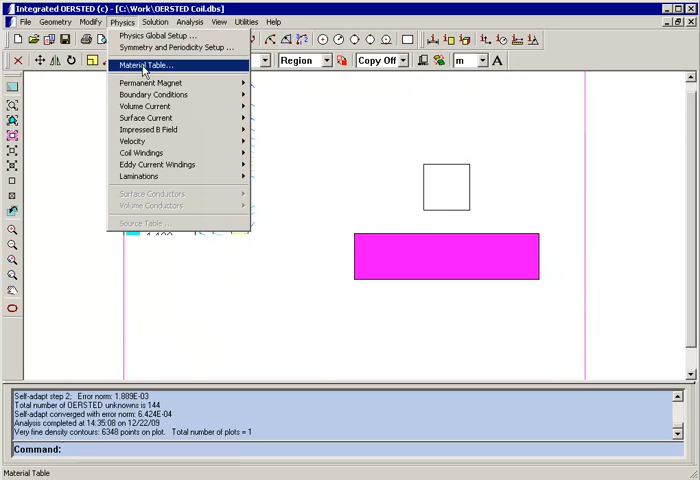 Integrated OERSTED (c) - [C:\Work\OERSTED Coil.dbs]
File Geometry Modify Physics Solution Analysis View Utilities Help
Region Copy Off m A
Physics Global Setup ...
Symmetry and Periodicity Setup ...
Material Table...
Permanent Magnet
Boundary Conditions
Volume Current
Surface Current
Impressed B Field
Velocity
Coil Windings
Eddy Current Windings
Laminations
Surface Conductors
Volume Conductors
Source Table ...
Self-adapt step 2; Error norm: 1.889E-03
Total number of OERSTED unknowns is 144
Self-adapt converged with error norm: 6.424E-04
Analysis completed at 14:35:08 on 12/22/09
Very fine density contours: 6348 points on plot. Total number of plots = 1
Command:
Material Table